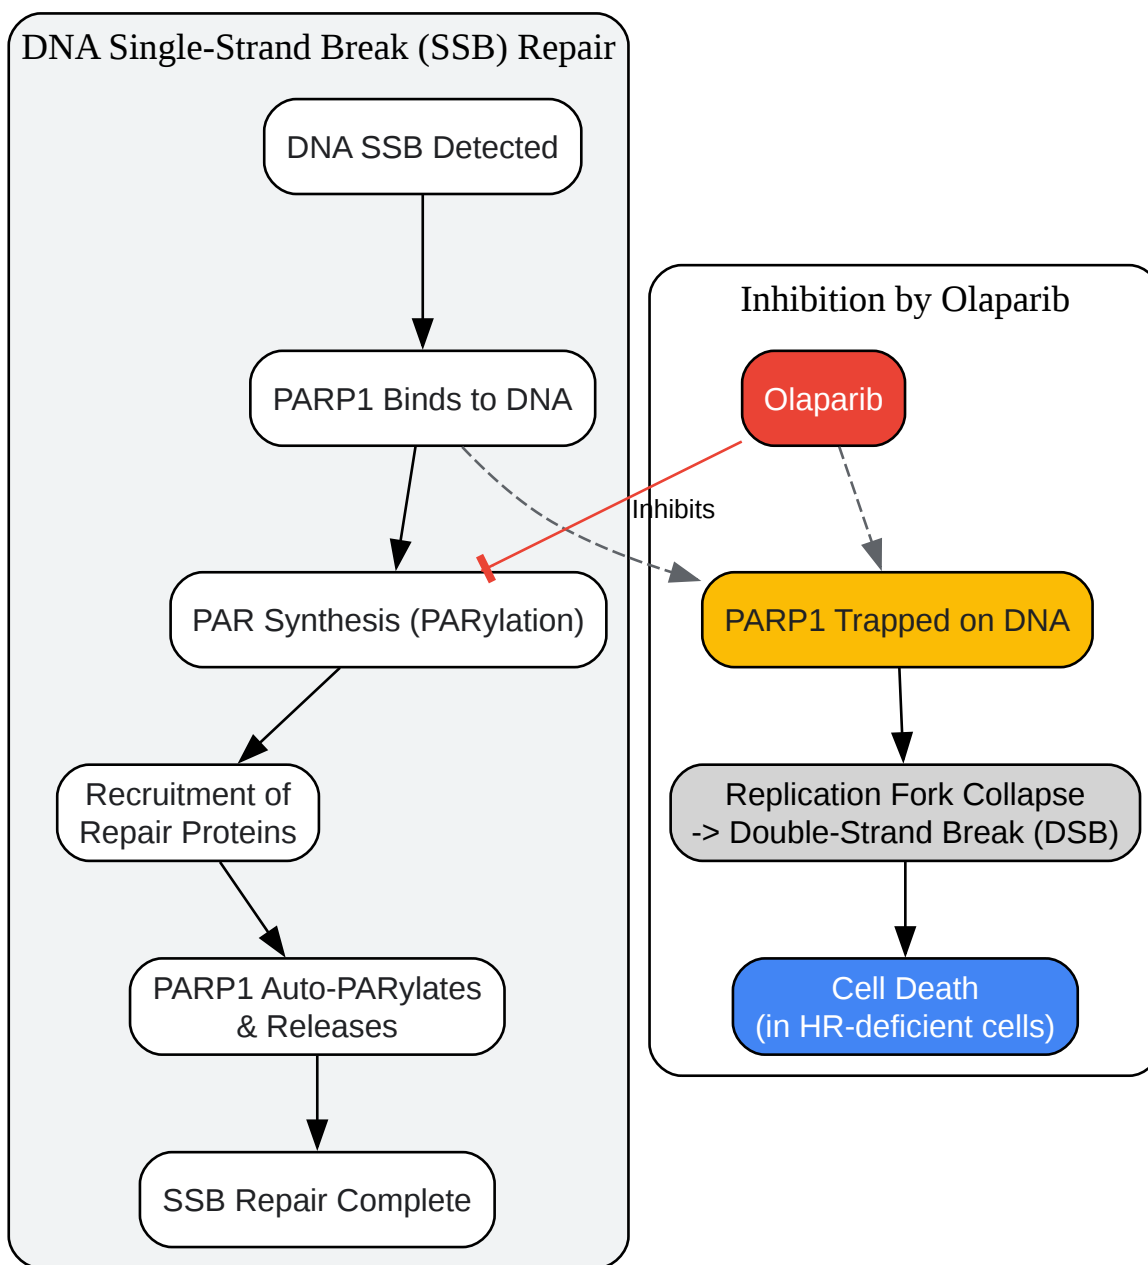 DNA Single-Strand Break (SSB) Repair
DNA SSB Detected
PARP1 Binds to DNA
PAR Synthesis (PARylation)
Recruitment of
Repair Proteins
PARP1 Auto-PARylates
& Releases
SSB Repair Complete
Inhibition by Olaparib
Olaparib
Inhibits
PARP1 Trapped on DNA
Replication Fork Collapse
-> Double-Strand Break (DSB)
Cell Death
(in HR-deficient cells)